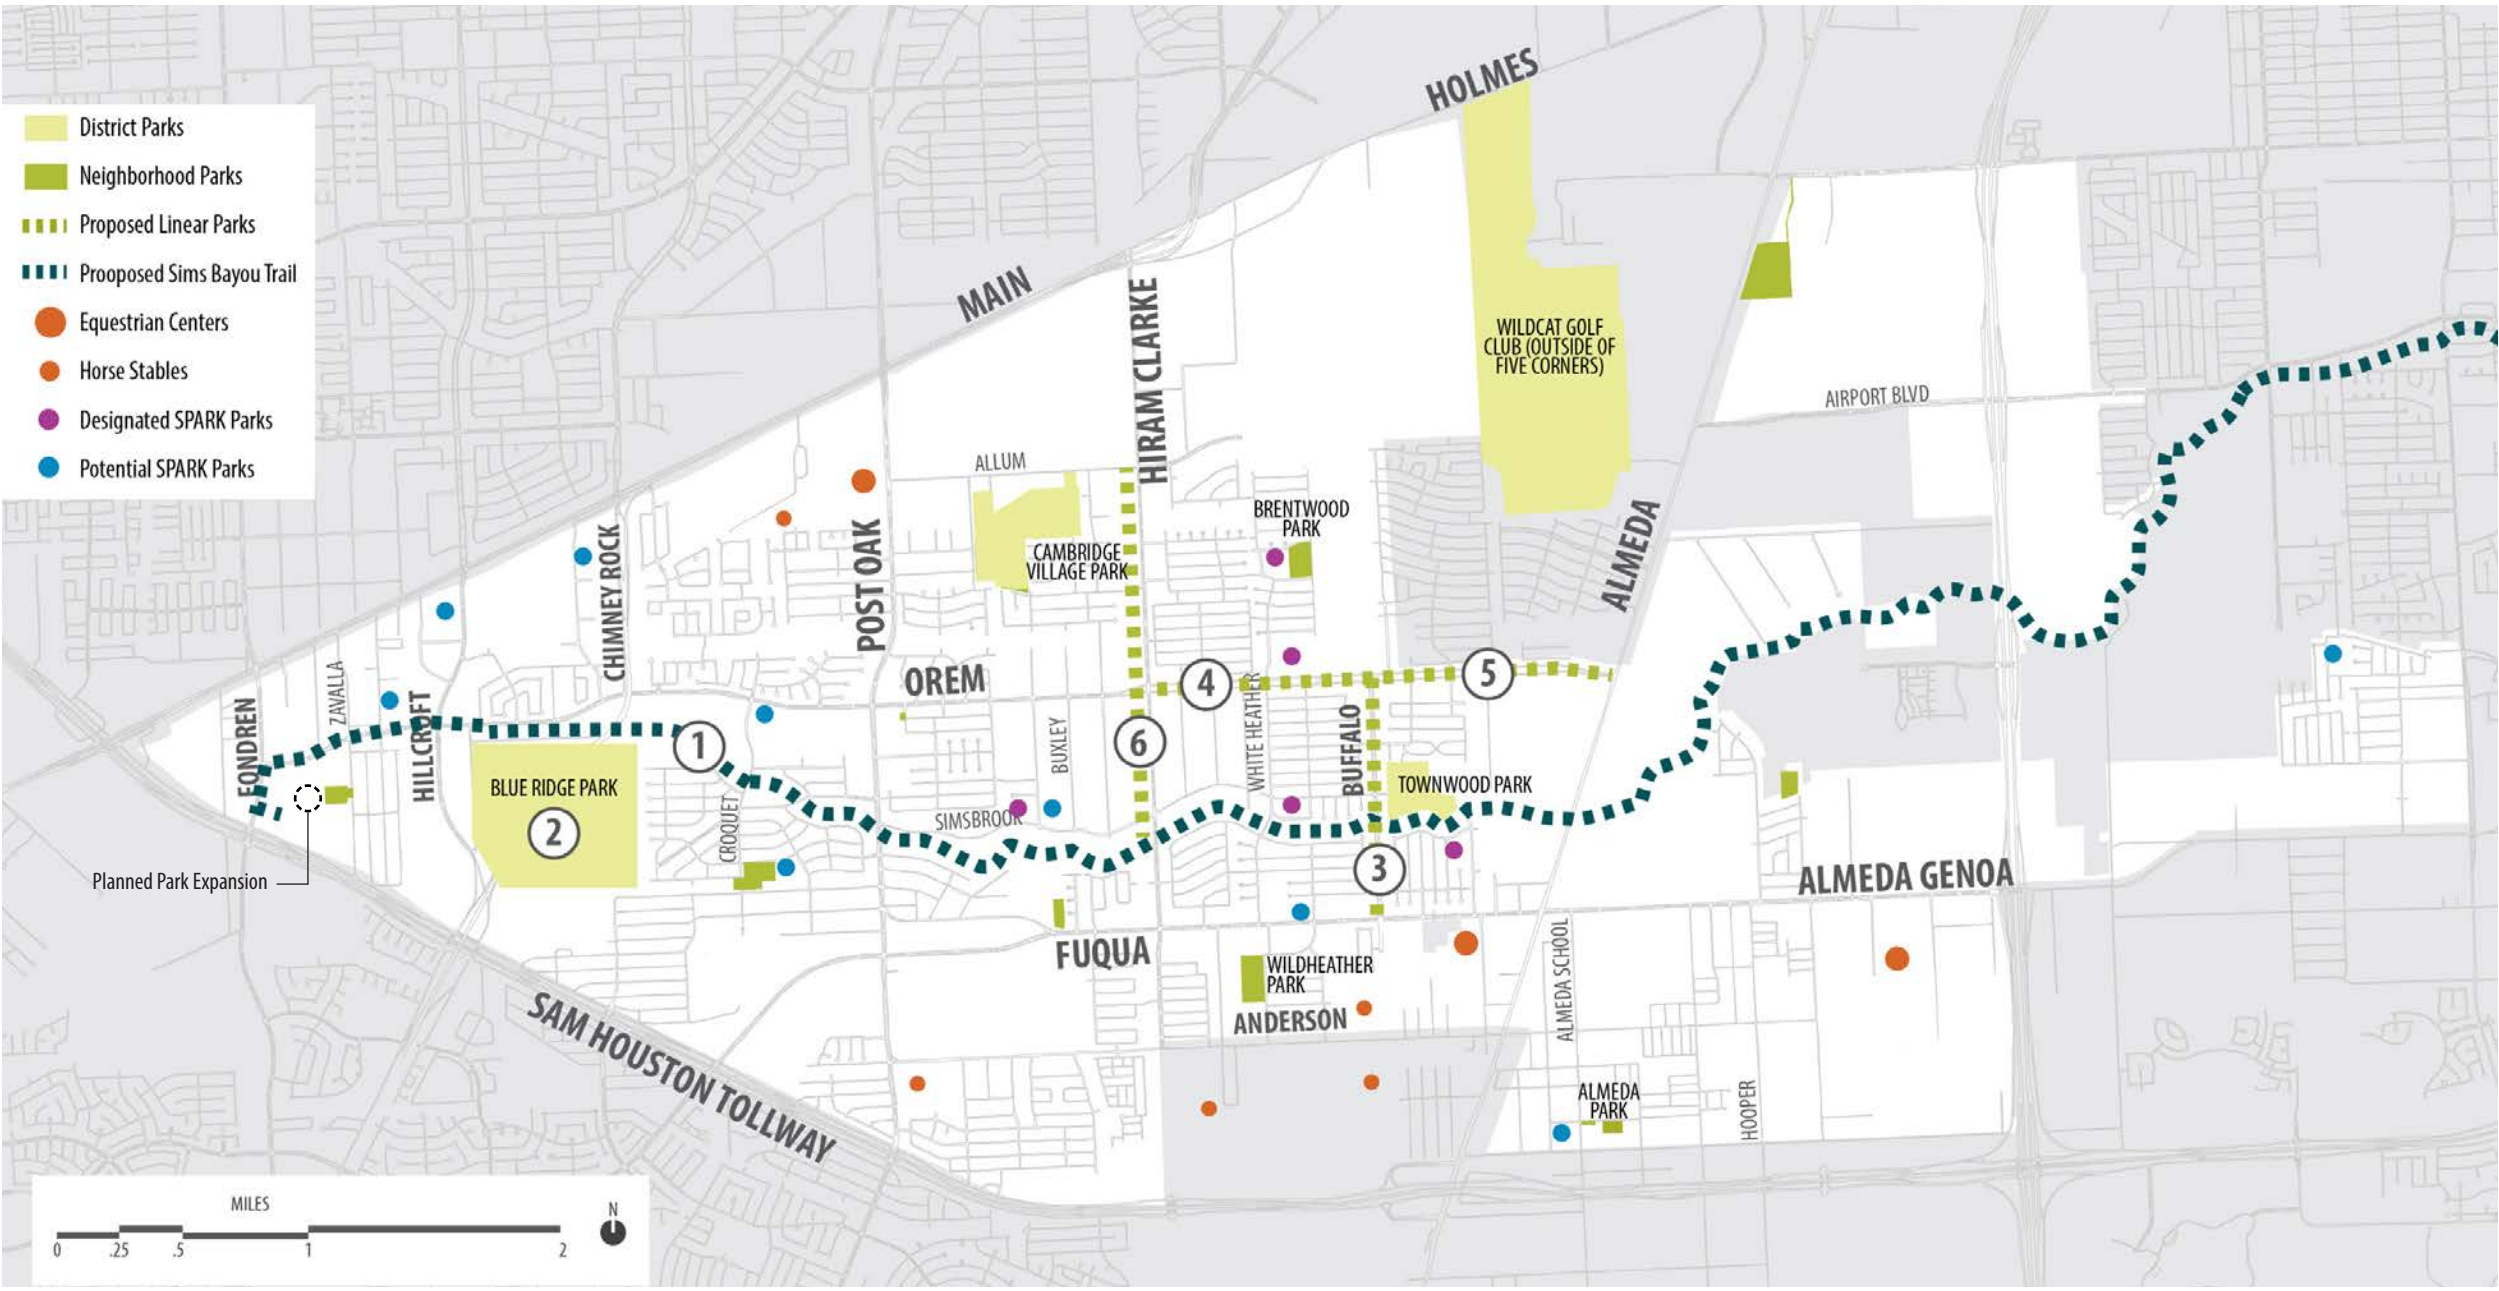 District Parks
Neighborhood Parks
Proposed Linear Parks
Prooposed Sims Bayou Trail
Equestrian Centers
Horse Stables
Designated SPARK Parks
Potential SPARK Parks
HOLMES
MAIN
HIRAM CLARKE
WILDCAT GOLF
CLUB (OUTSIDE OF
FIVE CORNERS)
AIRPORT BLVD
ALLUM
POST OAK
CHIMNEY ROCK
CAMBRIDGE
VILLAGE PARK
BRENTWOOD
PARK
ALMEDA
FONDREN
ZAVALLA
HILLCROFT
OREM
4
5
WHITE HEATHER
BUFFALO
BUXLEY
6
1
BLUE RIDGE PARK
2
CROQUET
SIMSBROOK
TOWNWOOD PARK
3
Planned Park Expansion
ALMEDA GENOA
FUQUA
WILDHEATHER
PARK
ANDERSON
ALMEDA SCHOOL
SAM HOUSTON TOLLWAY
ALMEDA
PARK
HOOPER
MILES
0 .25 .5 1 2
N